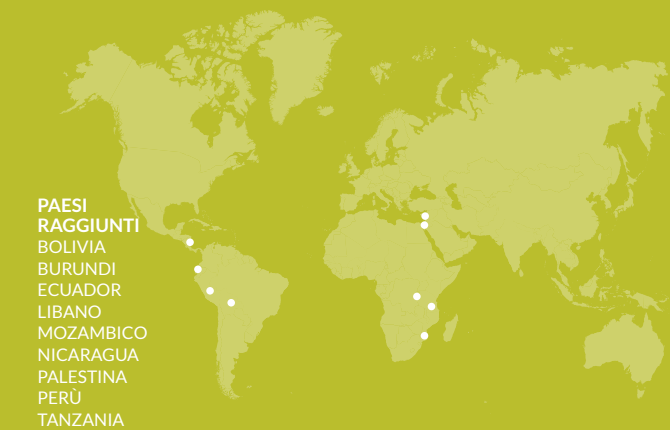 PAESI
RAGGIUNTI
BOLIVIA
BURUNDI
ECUADOR
LIBANO
MOZAMBICO
NICARAGUA
PALESTINA
PERÙ
TANZANIA